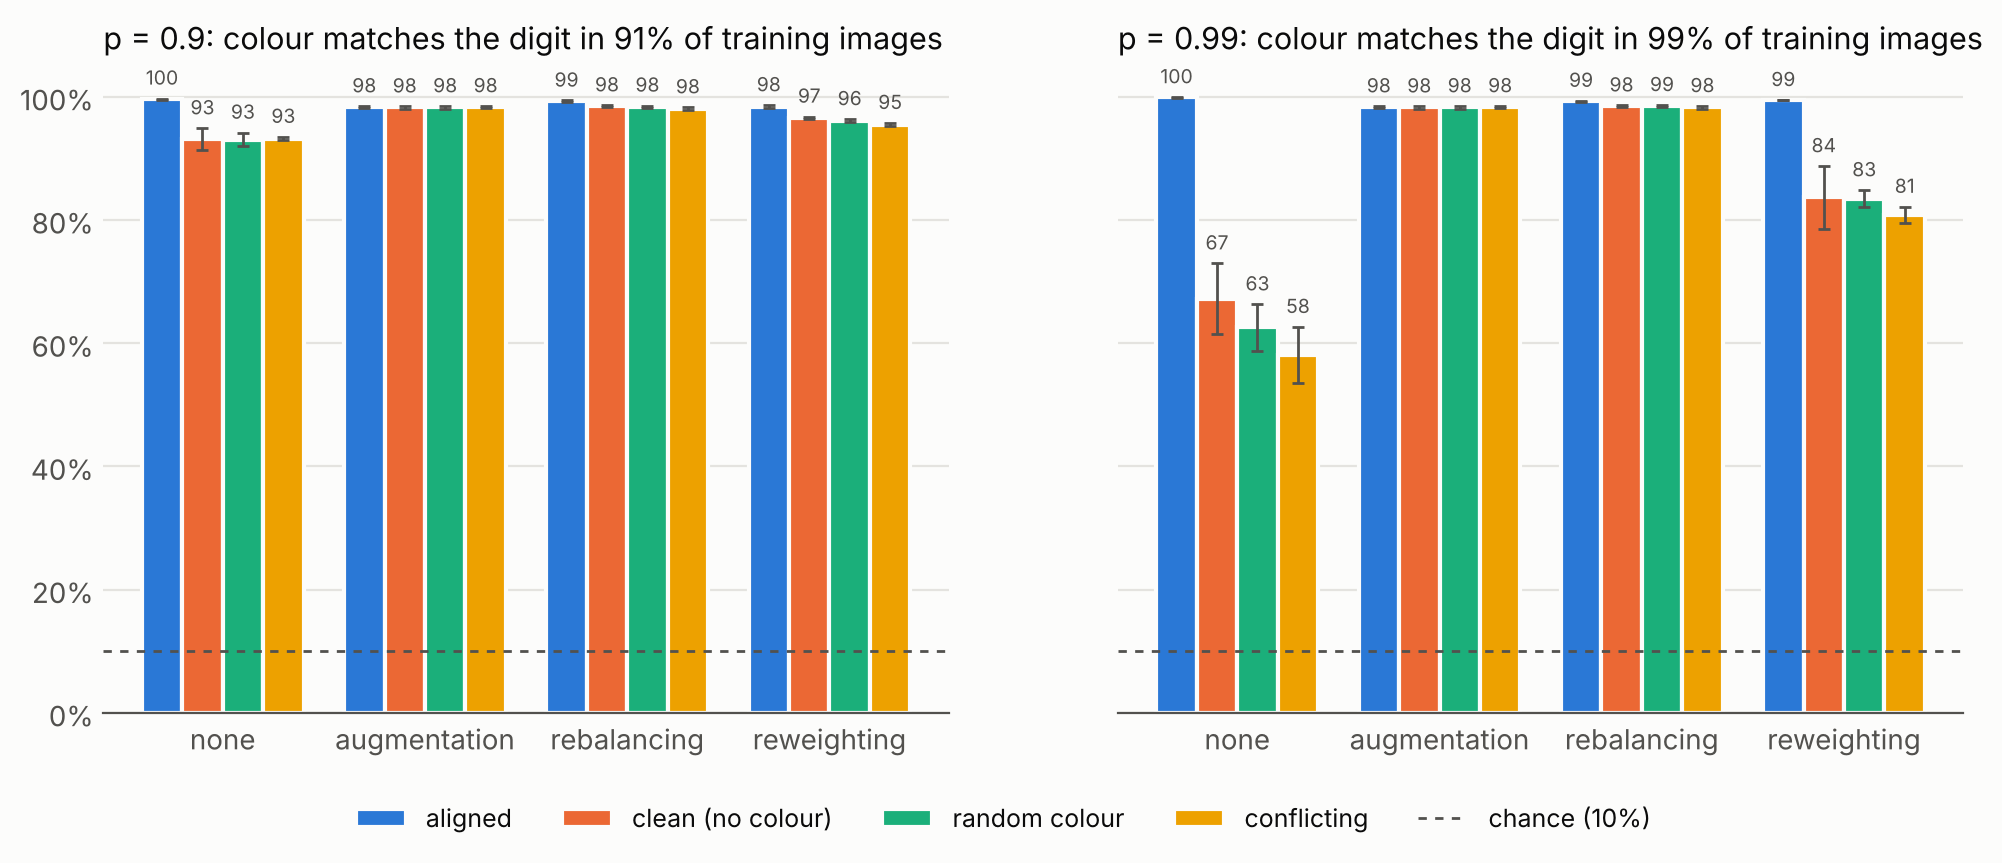 p = 0.9: colour matches the digit in 91% of training images
p = 0.99: colour matches the digit in 99% of training images
100 93 93 93 98 98 98 98 99 98 98 98 98 97 96 95
100 67 63 58 98 98 98 98 99 98 99 98 99 84 83 81
100%
80%
60%
40%
20%
0%
none augmentation rebalancing reweighting
none augmentation rebalancing reweighting
aligned clean (no colour) random colour conflicting chance (10%)